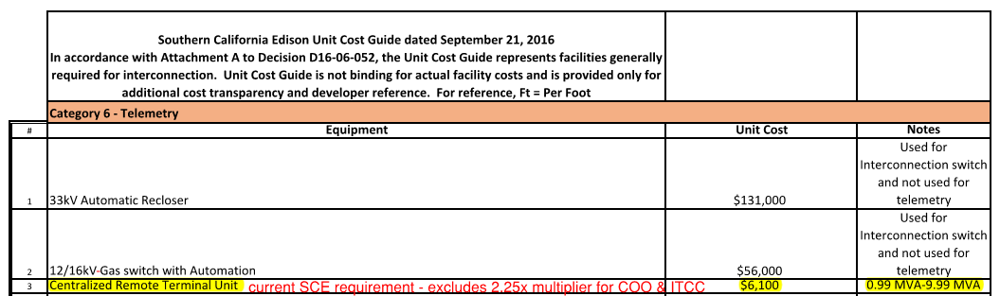 Southern California Edison Unit Cost Guide dated September 21, 2016
In accordance with Attachment A to Decision D16-06-052, the Unit Cost Guide represents facilities generally
required for interconnection. Unit Cost Guide is not binding for actual facility costs and is provided only for
additional cost transparency and developer reference. For reference, Ft = Per Foot
Category 6 - Telemetry
# Equipment Unit Cost Notes
Used for
Interconnection switch
and not used for
1 33kV Automatic Recloser $131,000 telemetry
Used for
Interconnection switch
and not used for
2 12/16kV-Gas switch with Automation $56,000 telemetry
3 Centralized Remote Terminal Unit current SCE requirement - excludes 2.25x multiplier for COO & ITCC $6,100 0.99 MVA-9.99 MVA